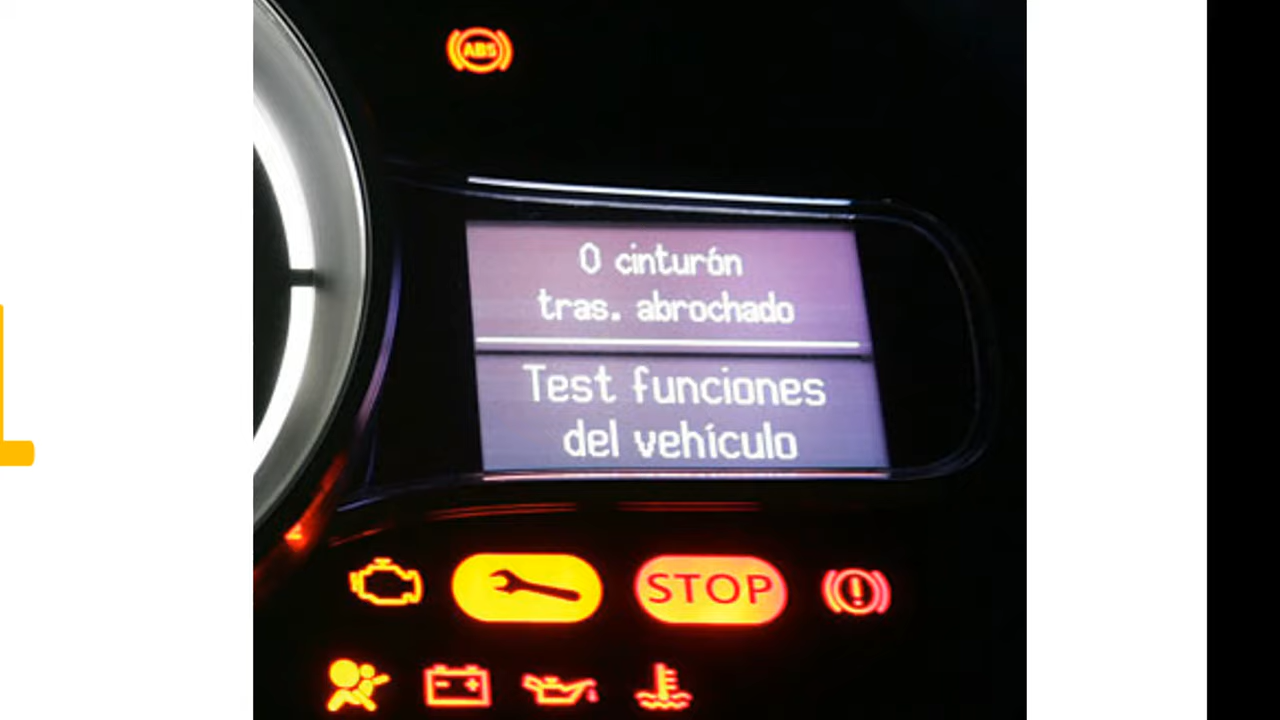 ABS
0 cinturón
tras. abrochado
Test funciones
del vehículo
STOP